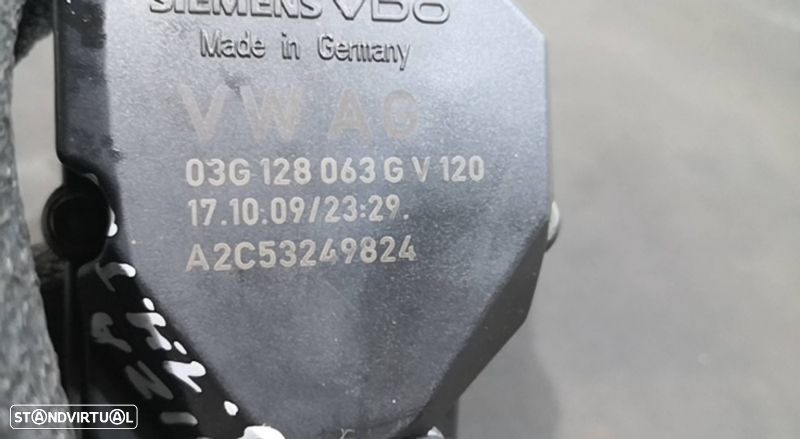 SIEMENS VDO
Made in Germany
VW AG
03G 128 063 G V 120
17.10.09/23:29.
A2C53249824
STANDVIRTUAL